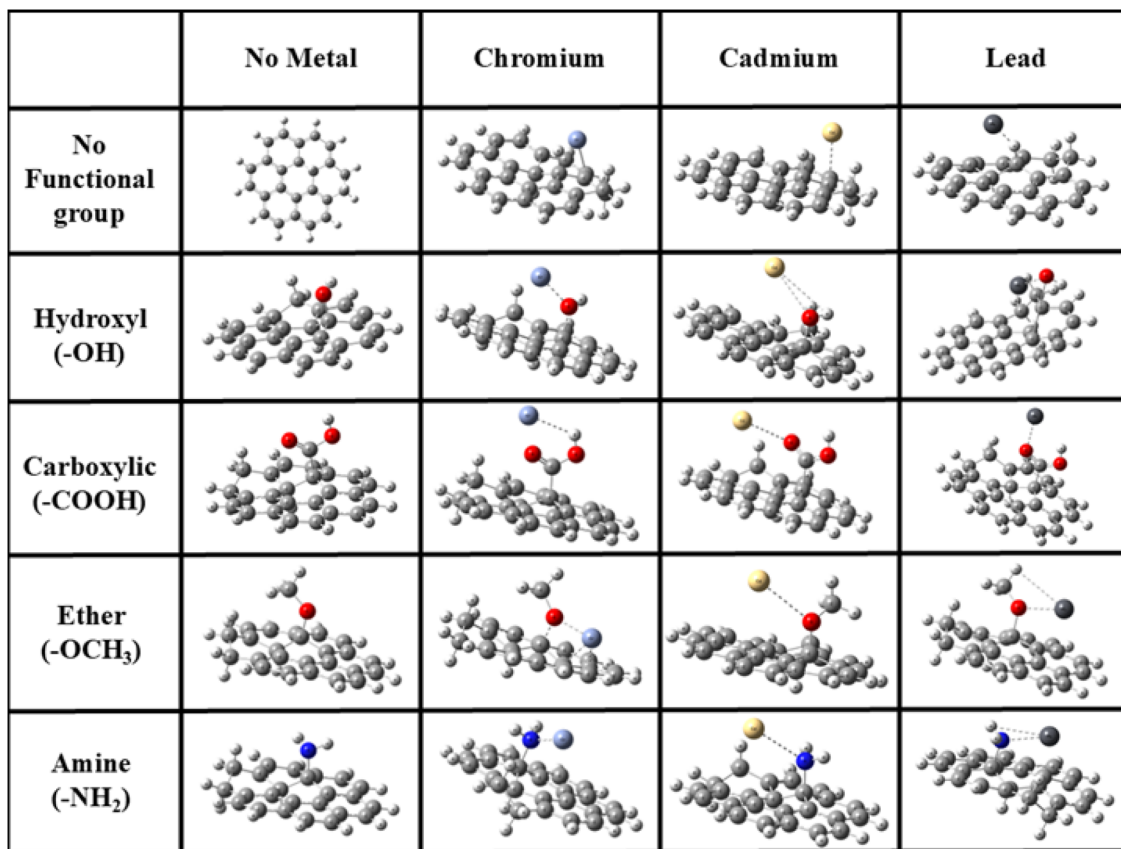 No Metal Chromium Cadmium Lead
No
Functional
group
Hydroxyl
(-OH)
Carboxylic
(-COOH)
Ether
(-OCH₃)
Amine
(-NH₂)